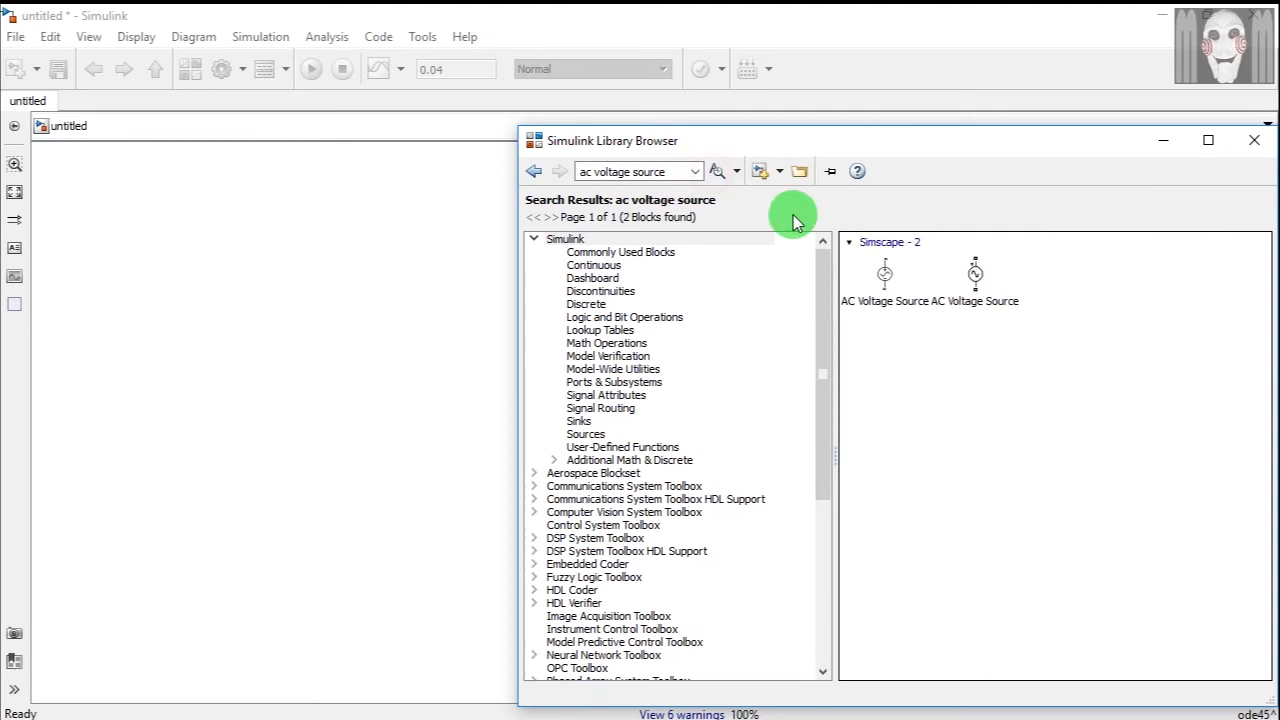 untitled * - Simulink
File Edit View Display Diagram Simulation Analysis Code Tools Help
0.04 Normal
untitled
untitled
Simulink Library Browser
ac voltage source
Search Results: ac voltage source
<< >> Page 1 of 1 (2 Blocks found)
Simulink
Commonly Used Blocks
Continuous
Dashboard
Discontinuities
Discrete
Logic and Bit Operations
Lookup Tables
Math Operations
Model Verification
Model-Wide Utilities
Ports & Subsystems
Signal Attributes
Signal Routing
Sinks
Sources
User-Defined Functions
Additional Math & Discrete
Aerospace Blockset
Communications System Toolbox
Communications System Toolbox HDL Support
Computer Vision System Toolbox
Control System Toolbox
DSP System Toolbox
DSP System Toolbox HDL Support
Embedded Coder
Fuzzy Logic Toolbox
HDL Coder
HDL Verifier
Image Acquisition Toolbox
Instrument Control Toolbox
Model Predictive Control Toolbox
Neural Network Toolbox
OPC Toolbox
Phased Array System Toolbox
Simscape - 2
AC Voltage Source AC Voltage Source
Ready View 6 warnings 100% ode45^